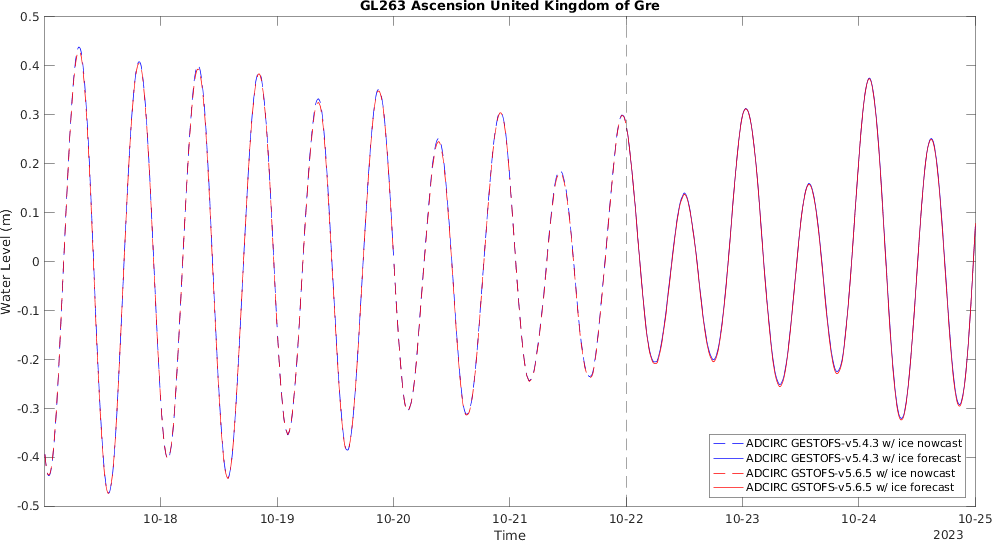 GL263 Ascension United Kingdom of Gre
0.5
0.4
0.3
0.2
0.1
0
-0.1
-0.2
-0.3
-0.4
-0.5
Water Level (m)
ADCIRC GESTOFS-v5.4.3 w/ ice nowcast
ADCIRC GESTOFS-v5.4.3 w/ ice forecast
ADCIRC GSTOFS-v5.6.5 w/ ice nowcast
ADCIRC GSTOFS-v5.6.5 w/ ice forecast
10-18 10-19 10-20 10-21 10-22 10-23 10-24 10-25
Time
2023